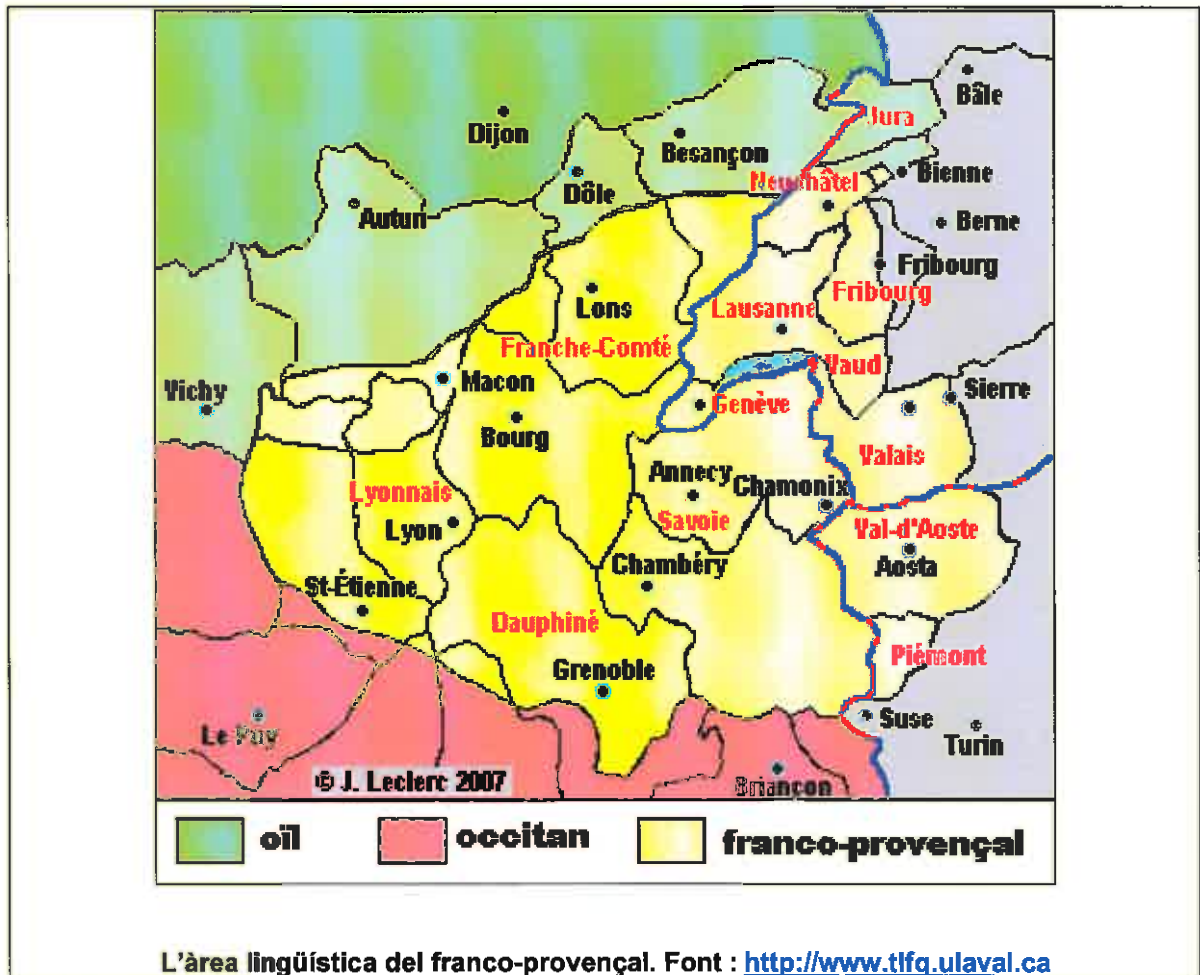 Bâle
Jura
Dijon
Besançon
Dôle
Neuchâtel
Bienne
Autun
Berne
Fribourg
Lons
Lausanne
Fribourg
Franche-Comté
Vaud
Macon
Vichy
Genève
Sierre
Bourg
Valais
Annecy
Chamonix
Lyonnais
Savoie
Val-d'Aoste
Lyon
Chambéry
Aosta
St-Étienne
Dauphiné
Piémont
Grenoble
Suse
Le Puy
Turin
© J. Leclerc 2007
Briançon
oïl occitan franco-provençal
L'àrea lingüística del franco-provençal. Font : http://www.tlfq.ulaval.ca